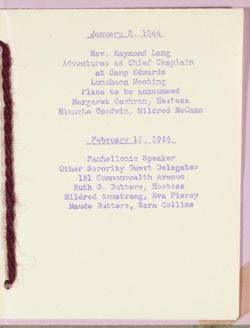 January 8, 1944
Rev. Raymond Lang
Adventures as Chief Chaplain
at Camp Edwards
Luncheon Meeting
Place to be announced
Margaret Cochran, Hostess
Blanche Goodwin, Mildred McCann
February 12, 1944
Panhellenic Speaker
Other Sorority Guest Delegates
131 Commonwealth Avenue
Ruth G. Butters, Hostess
Mildred Armstrong, Eva Piercy
Maude Butters, Sara Collins